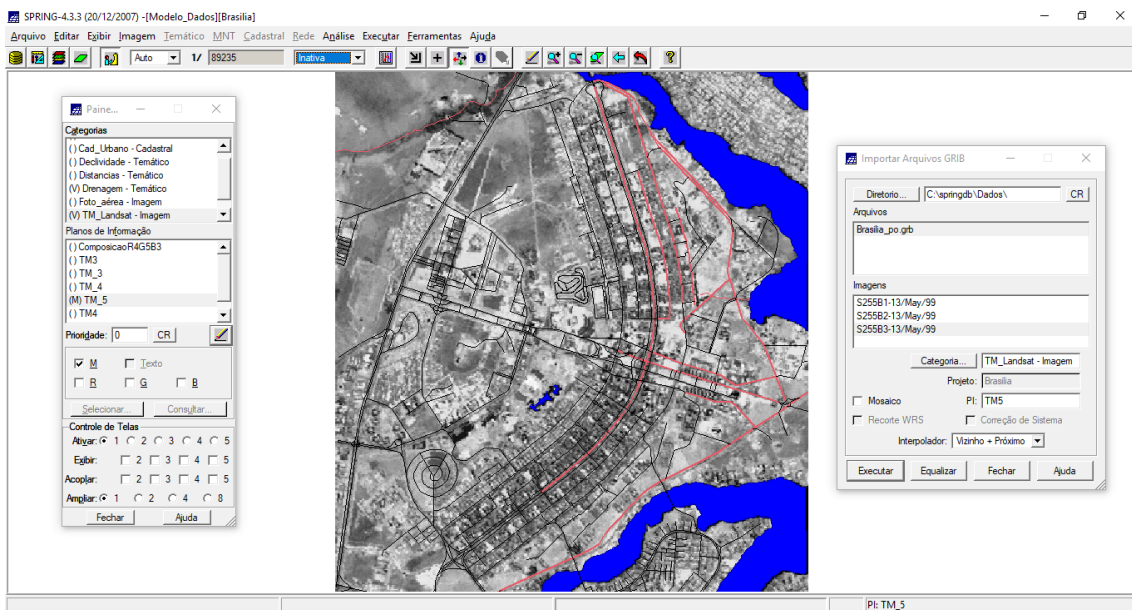 SPRING-4.3.3 (20/12/2007) -[Modelo_Dados][Brasilia]
Arquivo Editar Exibir Imagem Temático MNT Cadastral Rede Análise Executar Ferramentas Ajuda
Auto 1/ 89235 Inativa
Paine...
Categorias
( ) Cad_Urbano - Cadastral
( ) Declividade - Temático
( ) Distancias - Temático
(V) Drenagem - Temático
( ) Foto_aérea - Imagem
(V) TM_Landsat - Imagem
Planos de Informação
( ) ComposicaoR4G5B3
( ) TM3
( ) TM_3
( ) TM_4
(M) TM_5
( ) TM4
Prioridade: 0 CR
M Texto
R G B
Selecionar... Consultar...
Controle de Telas
Ativar: 1 2 3 4 5
Exibir: 2 3 4 5
Acoplar: 2 3 4 5
Ampliar: 1 2 4 8
Fechar Ajuda
Importar Arquivos GRIB
Diretorio... C:\springdb\Dados\ CR
Arquivos
Brasilia_po.grb
Imagens
S255B1-13/May/99
S255B2-13/May/99
S255B3-13/May/99
Categoria... TM_Landsat - Imagem
Projeto: Brasilia
Mosaico PI: TM5
Recorte WRS Correção de Sistema
Interpolador: Vizinho + Próximo
Executar Equalizar Fechar Ajuda
PI: TM_5